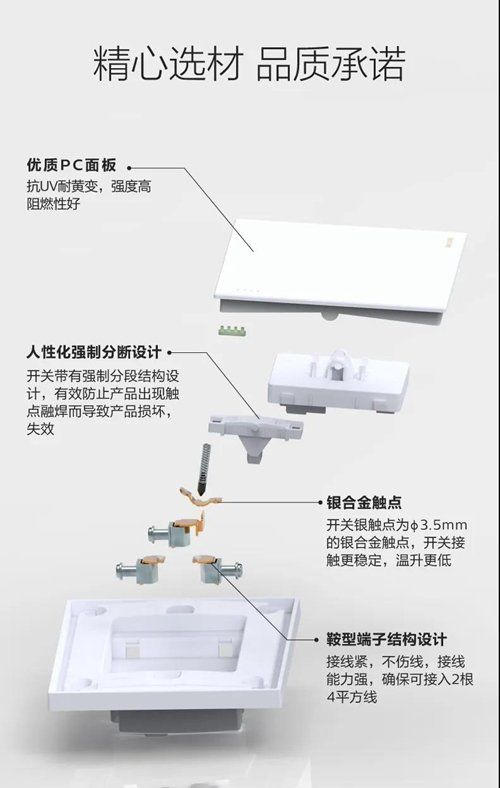 精心选材 品质承诺
优质PC面板
抗UV耐黄变，强度高
阻燃性好
人性化强制分断设计
开关带有强制分段结构设
计，有效防止产品出现触
点融焊而导致产品损坏，
失效
银合金触点
开关银触点为φ3.5mm
的银合金触点，开关接
触更稳定，温升更低
鞍型端子结构设计
接线紧，不伤线，接线
能力强，确保可接入2根
4平方线